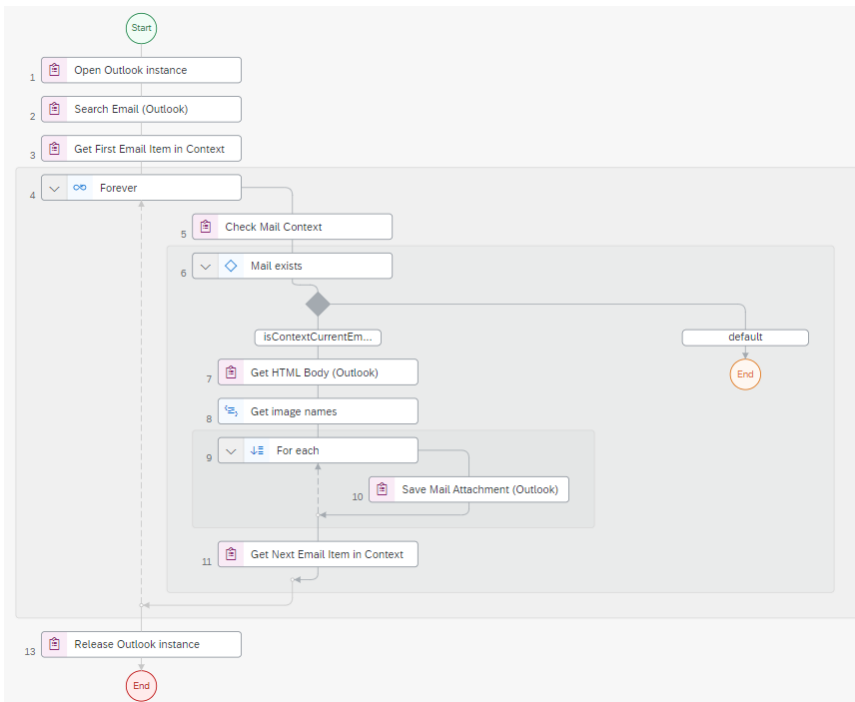 Start
1 Open Outlook instance
2 Search Email (Outlook)
3 Get First Email Item in Context
4 Forever
5 Check Mail Context
6 Mail exists
isContextCurrentEm... default
End
7 Get HTML Body (Outlook)
8 Get image names
9 For each
10 Save Mail Attachment (Outlook)
11 Get Next Email Item in Context
13 Release Outlook instance
End